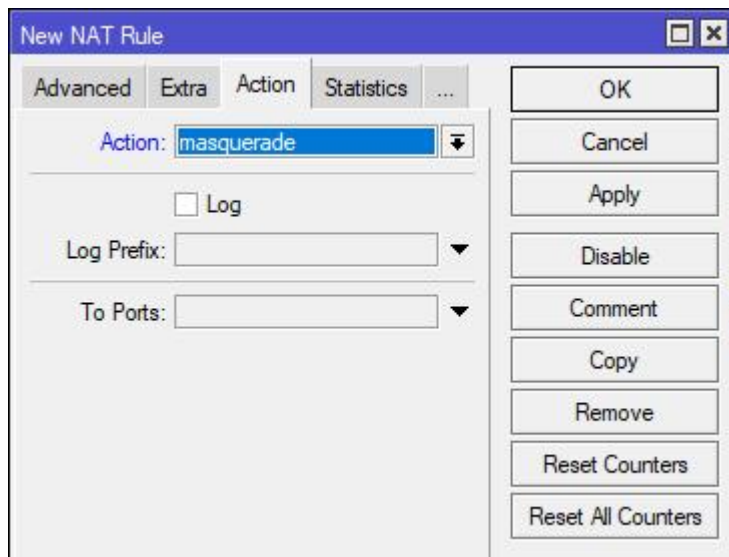 New NAT Rule
Advanced Extra Action Statistics ...
Action: masquerade
Log
Log Prefix:
To Ports:
OK
Cancel
Apply
Disable
Comment
Copy
Remove
Reset Counters
Reset All Counters